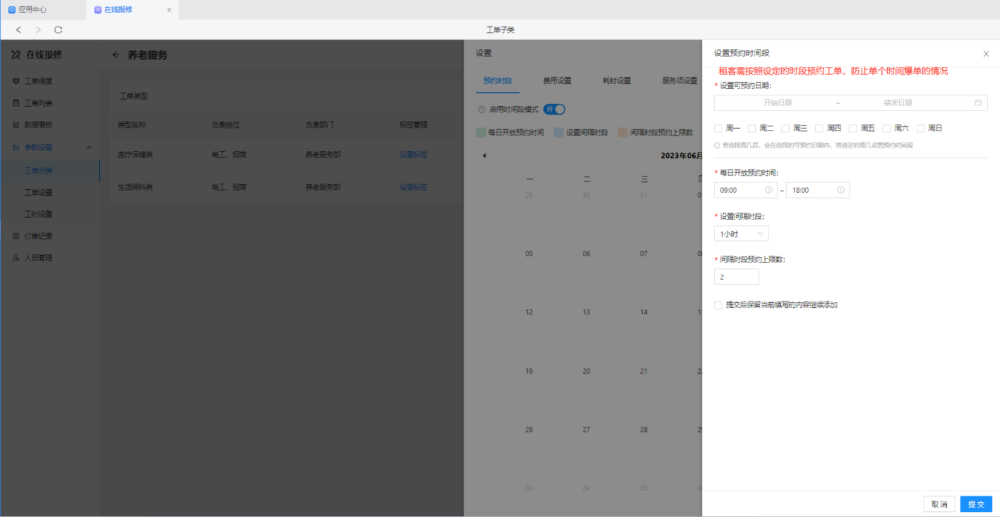 应用中心
在线报修
工单子类
在线报修
养老服务
工单调度
工单列表
数据看板
参数设置
工单分类
工单设置
工时设置
订单记录
人员管理
工单类型
类型名称 负责岗位 负责部门 标签管理
医疗保健类 电工，招商 养老服务部 设置标签
生活照料类 电工，招商 养老服务部 设置标签
设置
预约时段 费用设置 耗材设置 服务项设置
启用时间段模式 开
每日开放预约时间 设置间隔时段 间隔时段预约上限数
2023年06月
一 二 三
29 30 31
05 06 07
12 13 14
19 20 21
26 27 28
03 04 05
设置预约时间段
租客需按照设定的时段预约工单，防止单个时间爆单的情况
* 设置可预约日期:
开始日期 ~ 结束日期
周一 周二 周三 周四 周五 周六 周日
若选择周几后，会在选择的可预约日期内，将选定的周几设置预约时间段
* 每日开放预约时间:
09:00 ~ 18:00
* 设置间隔时段:
1小时
* 间隔时段预约上限数:
2
提交后保留当前填写的内容继续添加
取消 提交